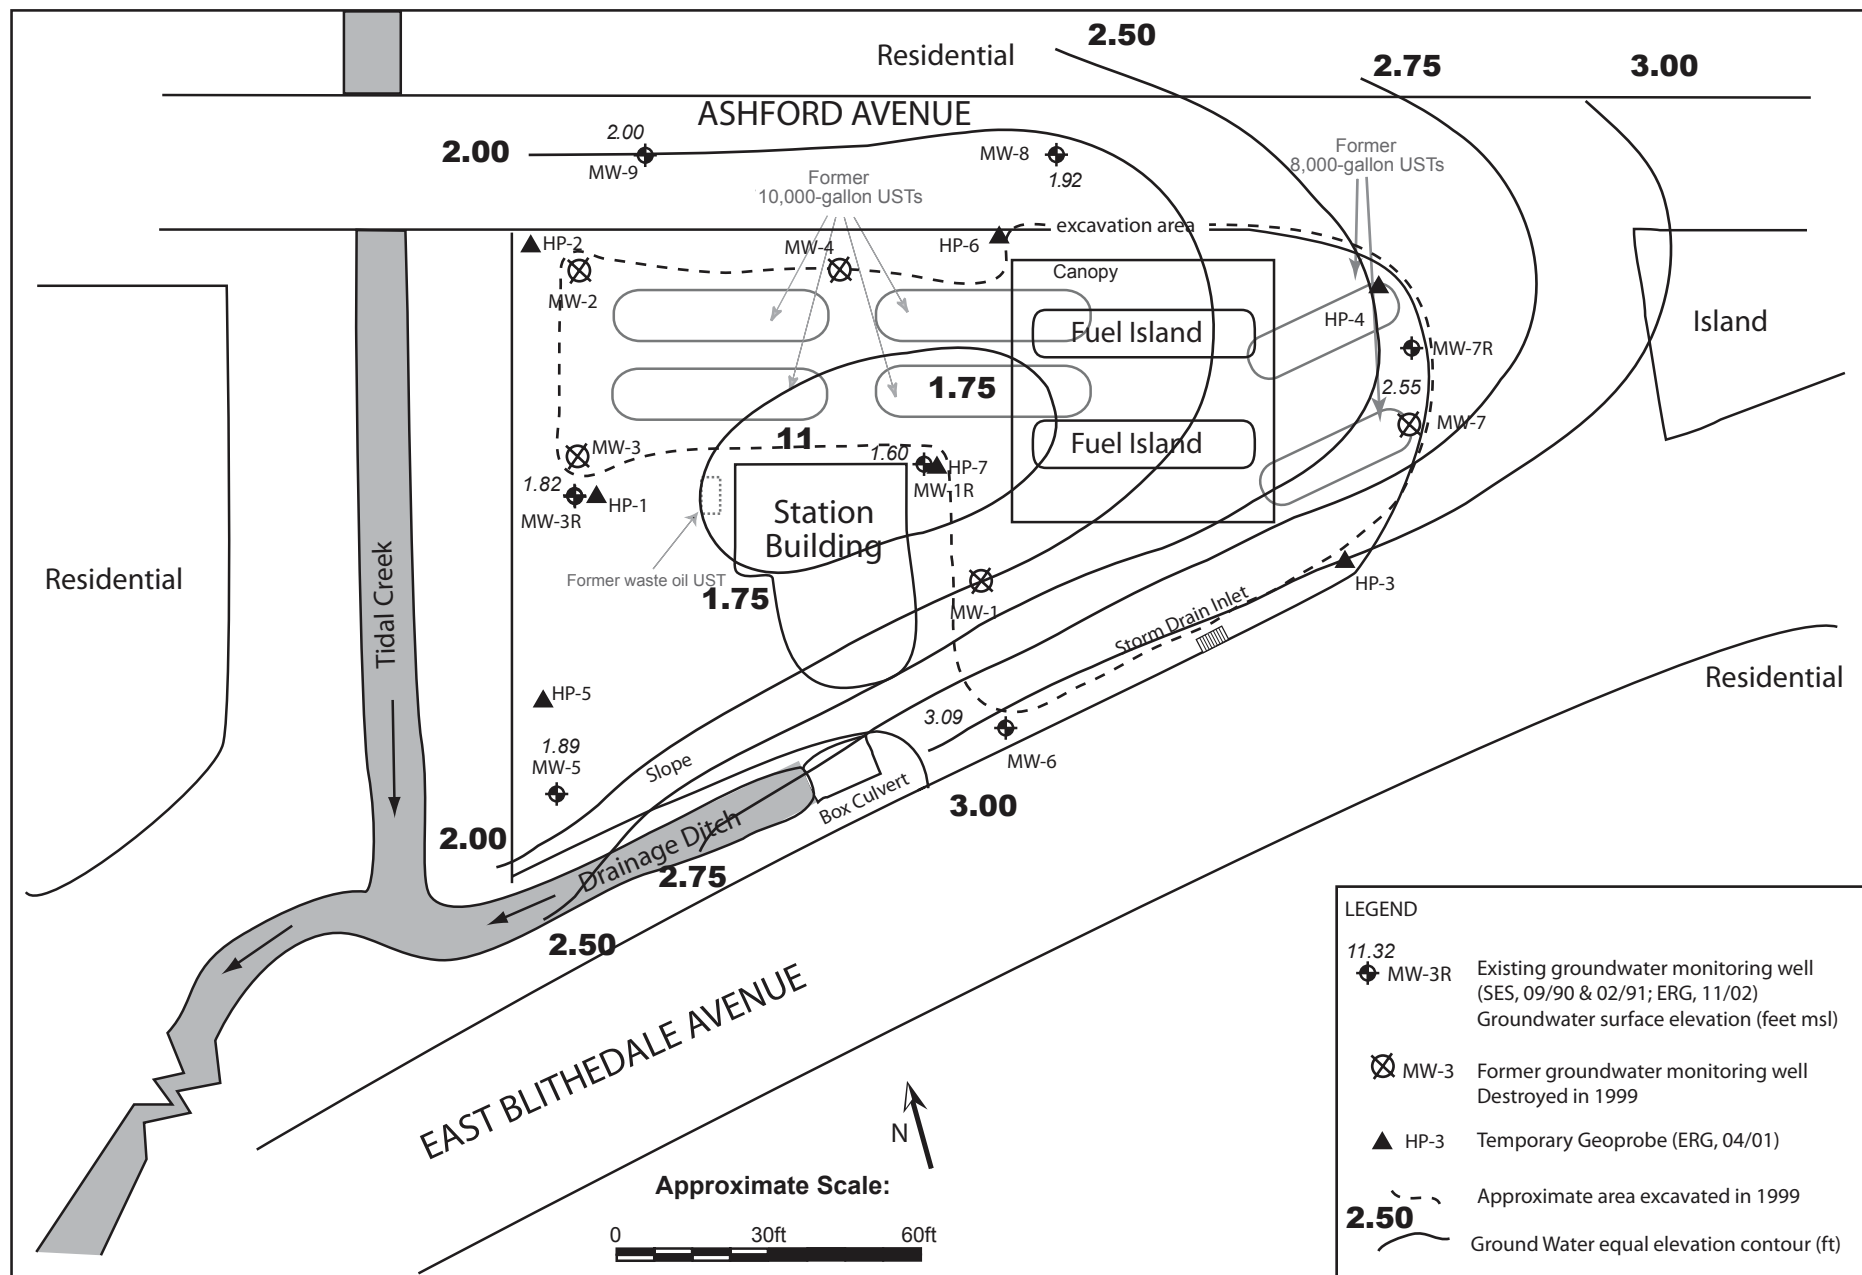 2.50
Residential
2.75
3.00
ASHFORD AVENUE
2.00
2.00
MW-9
MW-8
1.92
Former
8,000-gallon USTs
Former
10,000-gallon USTs
HP-2
MW-4
HP-6
excavation area
MW-2
Canopy
Fuel Island
HP-4
MW-7R
Island
2.55
1.75
MW-7
11
Fuel Island
MW-3
1.60
HP-7
MW-1R
1.82
HP-1
MW-3R
Station
Building
Residential
Tidal Creek
Former waste oil UST
1.75
MW-1
HP-3
Storm Drain Inlet
Residential
HP-5
3.09
1.89
MW-5
Slope
MW-6
Box Culvert
3.00
2.00
Drainage Ditch
2.75
2.50
EAST BLITHEDALE AVENUE
N
Approximate Scale:
0 30ft 60ft
LEGEND
11.32
MW-3R Existing groundwater monitoring well
(SES, 09/90 & 02/91; ERG, 11/02)
Groundwater surface elevation (feet msl)
MW-3 Former groundwater monitoring well
Destroyed in 1999
HP-3 Temporary Geoprobe (ERG, 04/01)
Approximate area excavated in 1999
2.50
Ground Water equal elevation contour (ft)